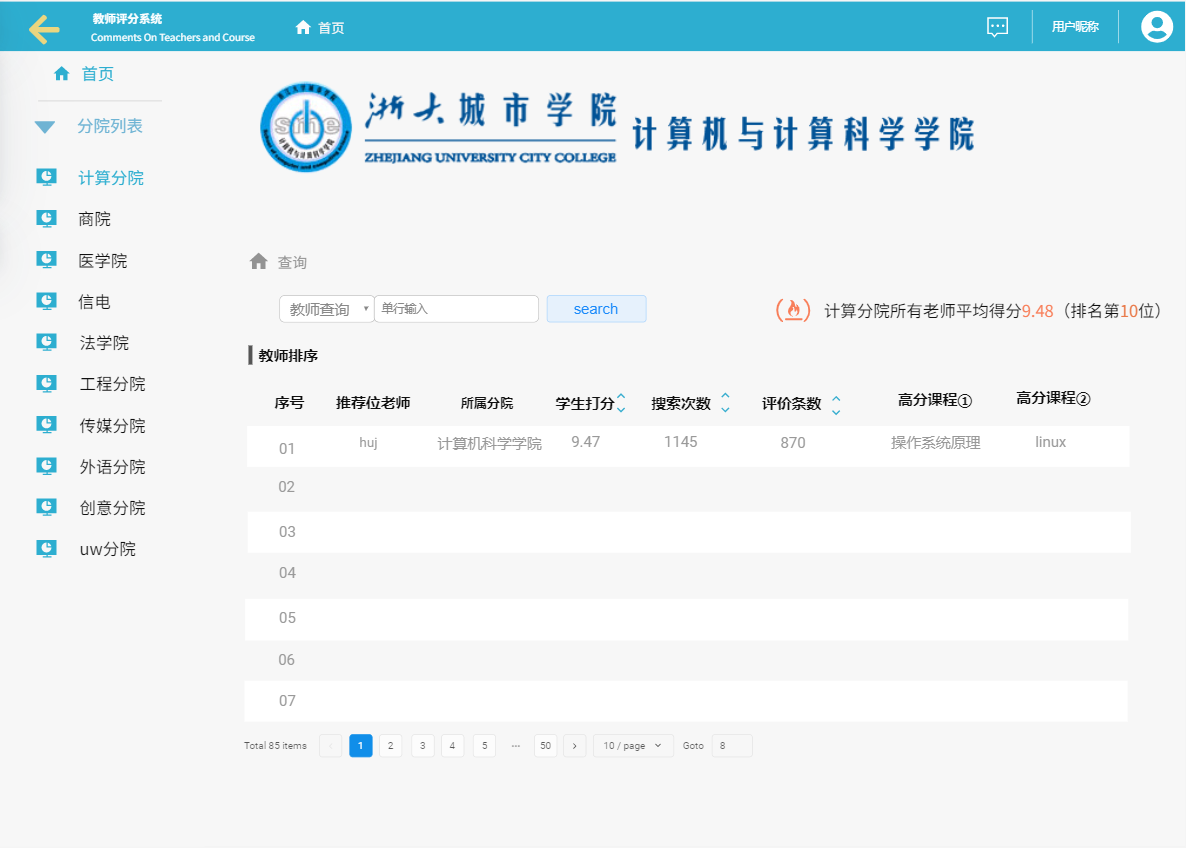 教师评分系统
Comments On Teachers and Course
首页
用户昵称
首页
分院列表
计算分院
商院
医学院
信电
法学院
工程分院
传媒分院
外语分院
创意分院
uw分院
浙大城市学院
ZHEJIANG UNIVERSITY CITY COLLEGE
计算机与计算科学学院
查询
教师查询 单行输入 search
计算分院所有老师平均得分9.48（排名第10位）
教师排序
序号 推荐位老师 所属分院 学生打分 搜索次数 评价条数 高分课程① 高分课程②
01 huj 计算机科学学院 9.47 1145 870 操作系统原理 linux
02
03
04
05
06
07
Total 85 items ‹ 1 2 3 4 5 ··· 50 › 10 / page Goto 8